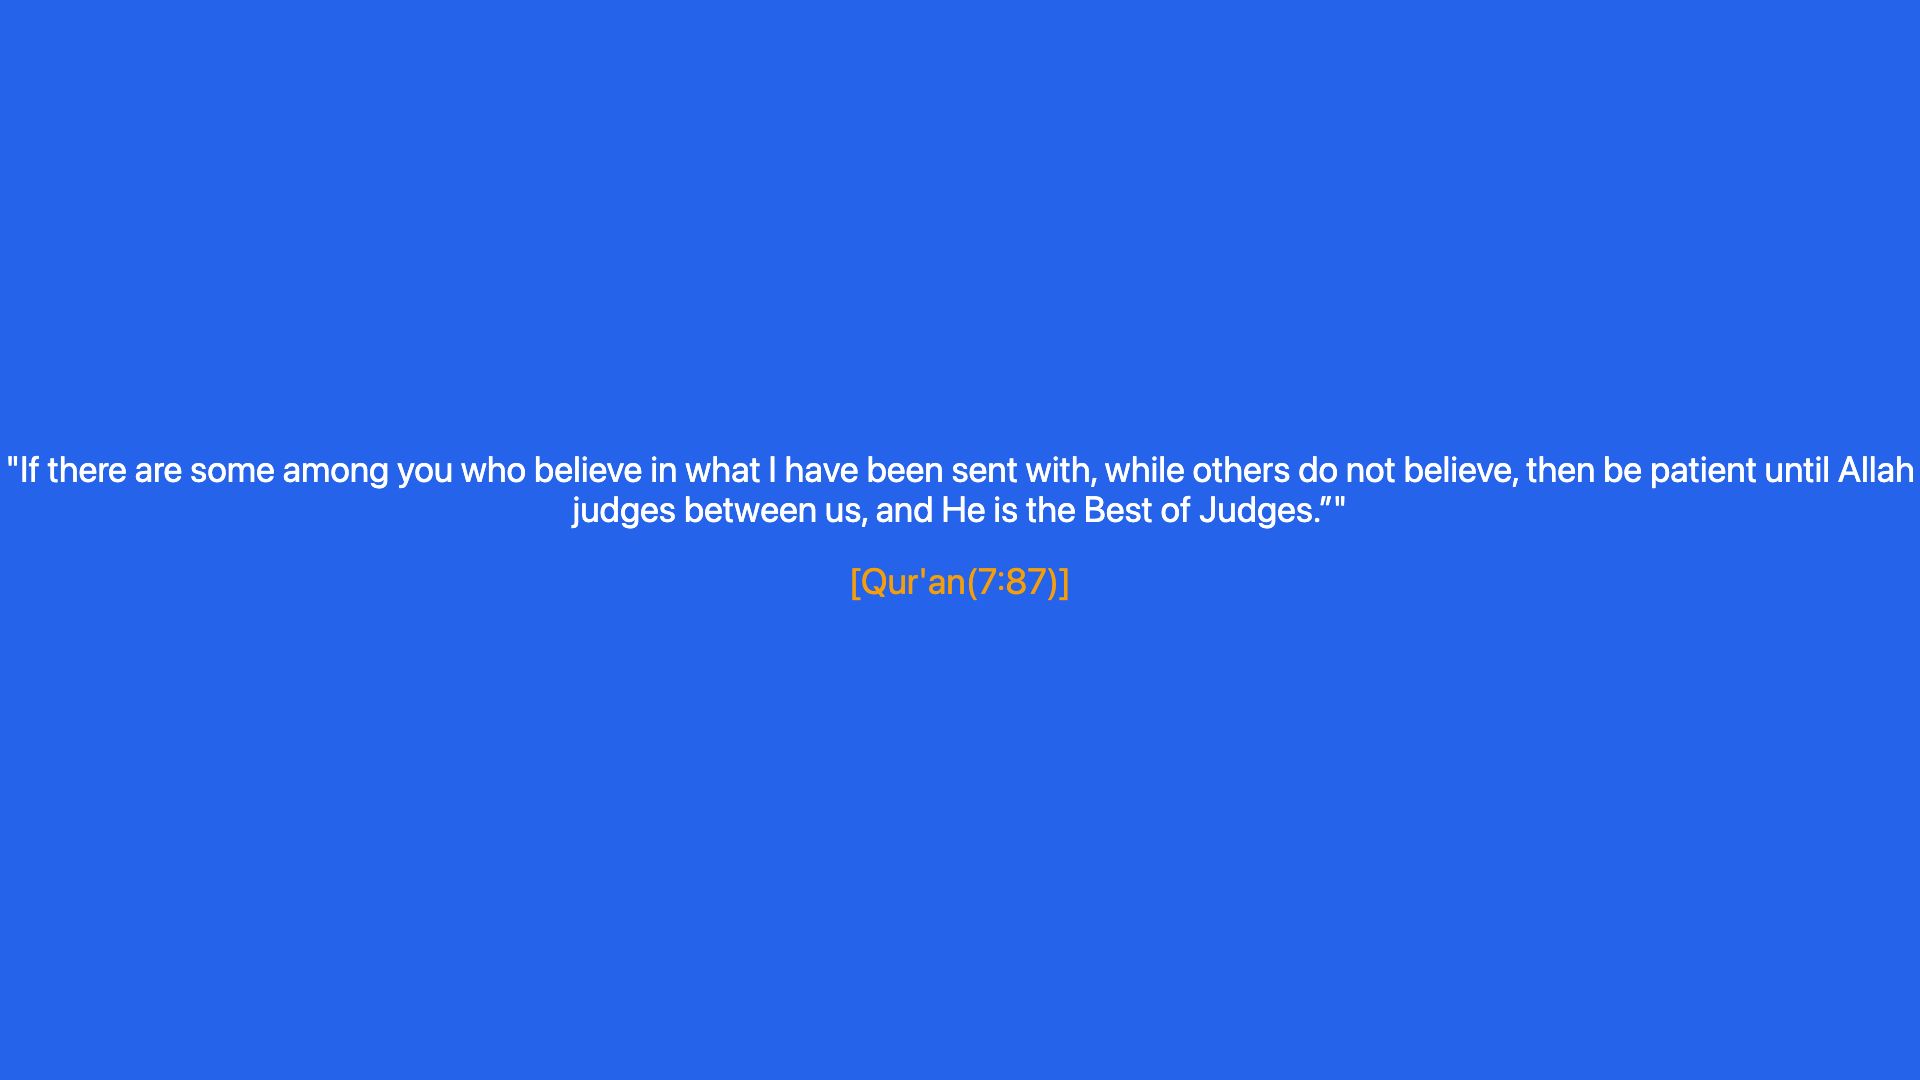 "If there are some among you who believe in what I have been sent with, while others do not believe, then be patient until Allah
judges between us, and He is the Best of Judges.”"
[Qur'an(7:87)]